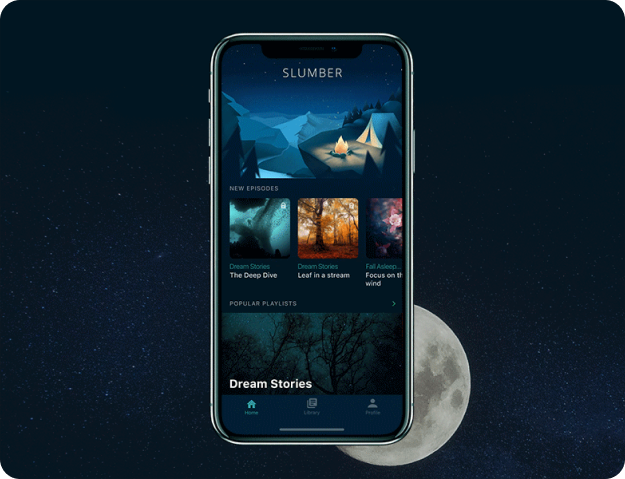 SLUMBER
NEW EPISODES
Dream Stories
The Deep Dive
Dream Stories
Leaf in a stream
Fall Asleep...
Focus on th
wind
POPULAR PLAYLISTS
Dream Stories
Home
Library
Profile